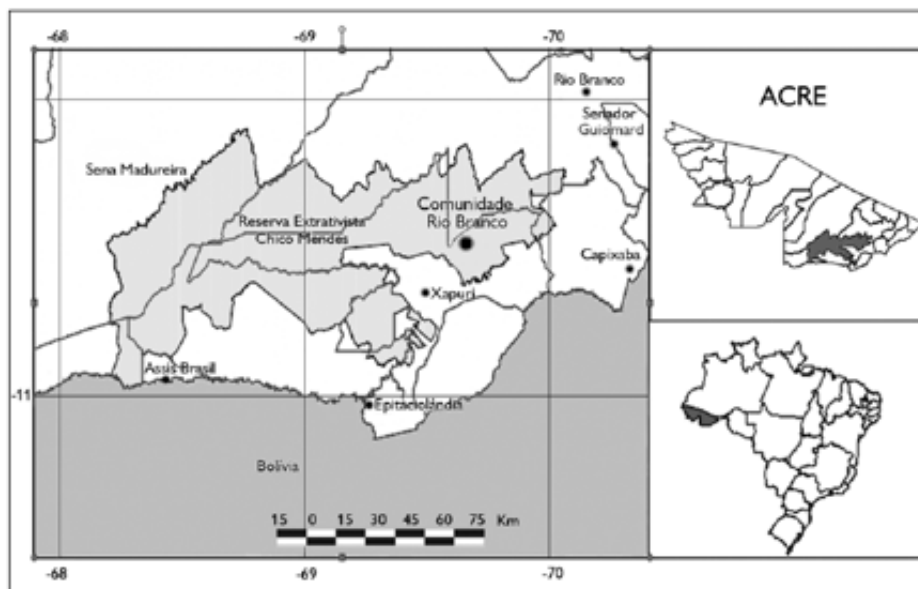 -68 -69 -70
Rio Branco
ACRE
Senador
Guiomard
Sena Madureira
Comunidade
Rio Branco
Reserva Extrativista
Chico Mendes
Capixaba
Xapuri
Assis Brasil
-11
Epitaciolândia
Bolívia
15 0 15 30 45 60 75 Km
-68 -69 -70